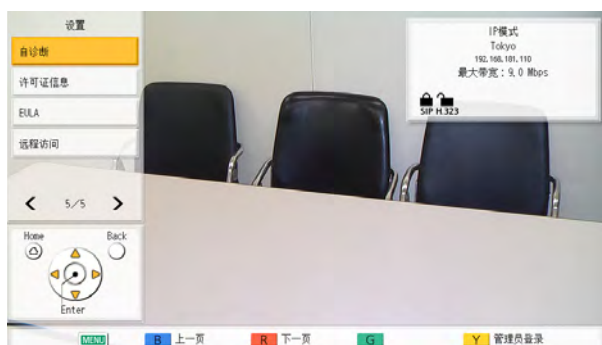 设置
自诊断
许可证信息
EULA
远程访问
5/5
Home
Back
Enter
IP模式
Tokyo
192.168.101.110
最大带宽：9.0 Mbps
SIP H.323
MENU
B 上一页
R 下一页
G
Y 管理员登录